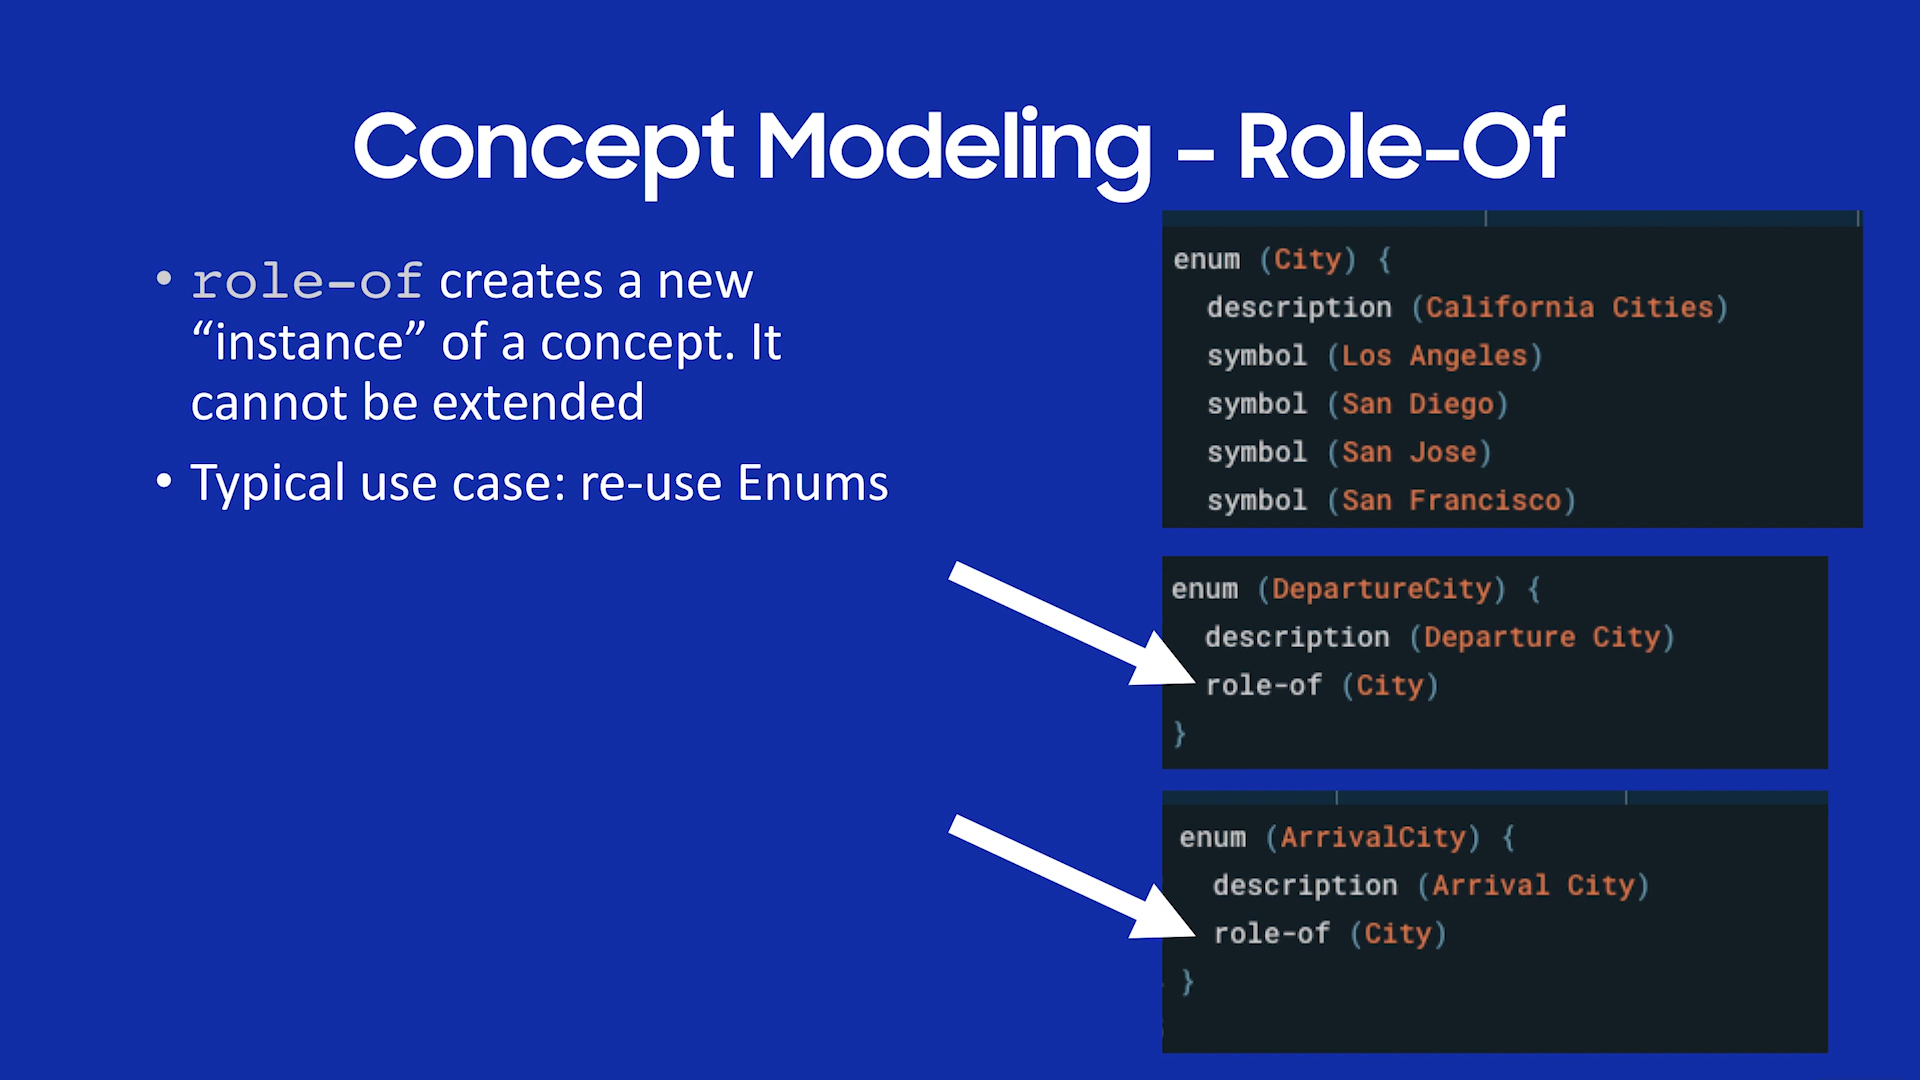 Concept Modeling - Role-Of
• role-of creates a new
“instance” of a concept. It
cannot be extended
• Typical use case: re-use Enums
enum (City) {
description (California Cities)
symbol (Los Angeles)
symbol (San Diego)
symbol (San Jose)
symbol (San Francisco)
enum (DepartureCity) {
description (Departure City)
role-of (City)
}
enum (ArrivalCity) {
description (Arrival City)
role-of (City)
}